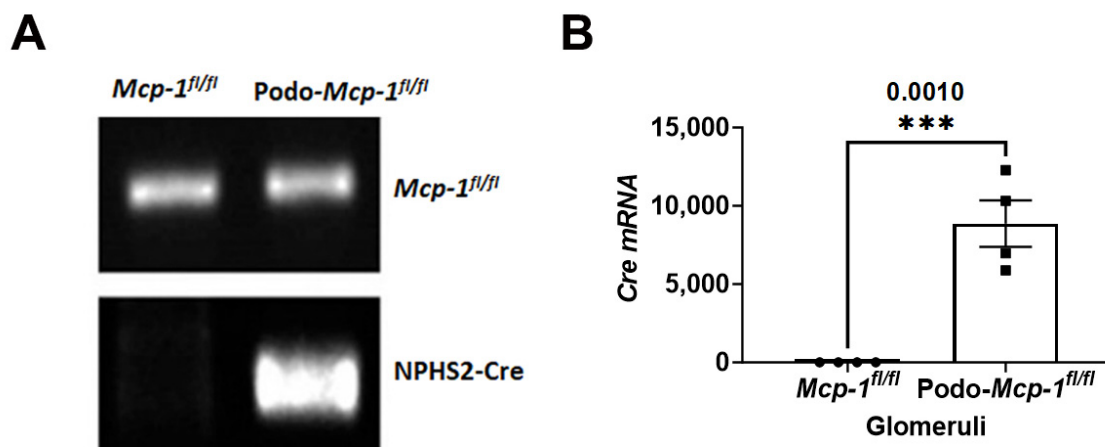 A
Mcp-1fl/fl Podo-Mcp-1fl/fl
Mcp-1fl/fl
NPHS2-Cre
B
0.0010
***
15,000
10,000
5,000
0
Cre mRNA
Mcp-1fl/fl Podo-Mcp-1fl/fl
Glomeruli